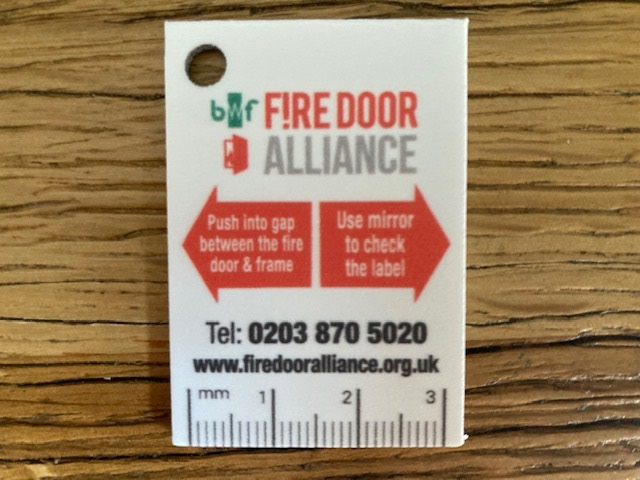 bwf F!RE DOOR
ALLIANCE
Push into gap
between the fire
door & frame
Use mirror
to check
the label
Tel: 0203 870 5020
www.firedooralliance.org.uk
mm 1 2 3